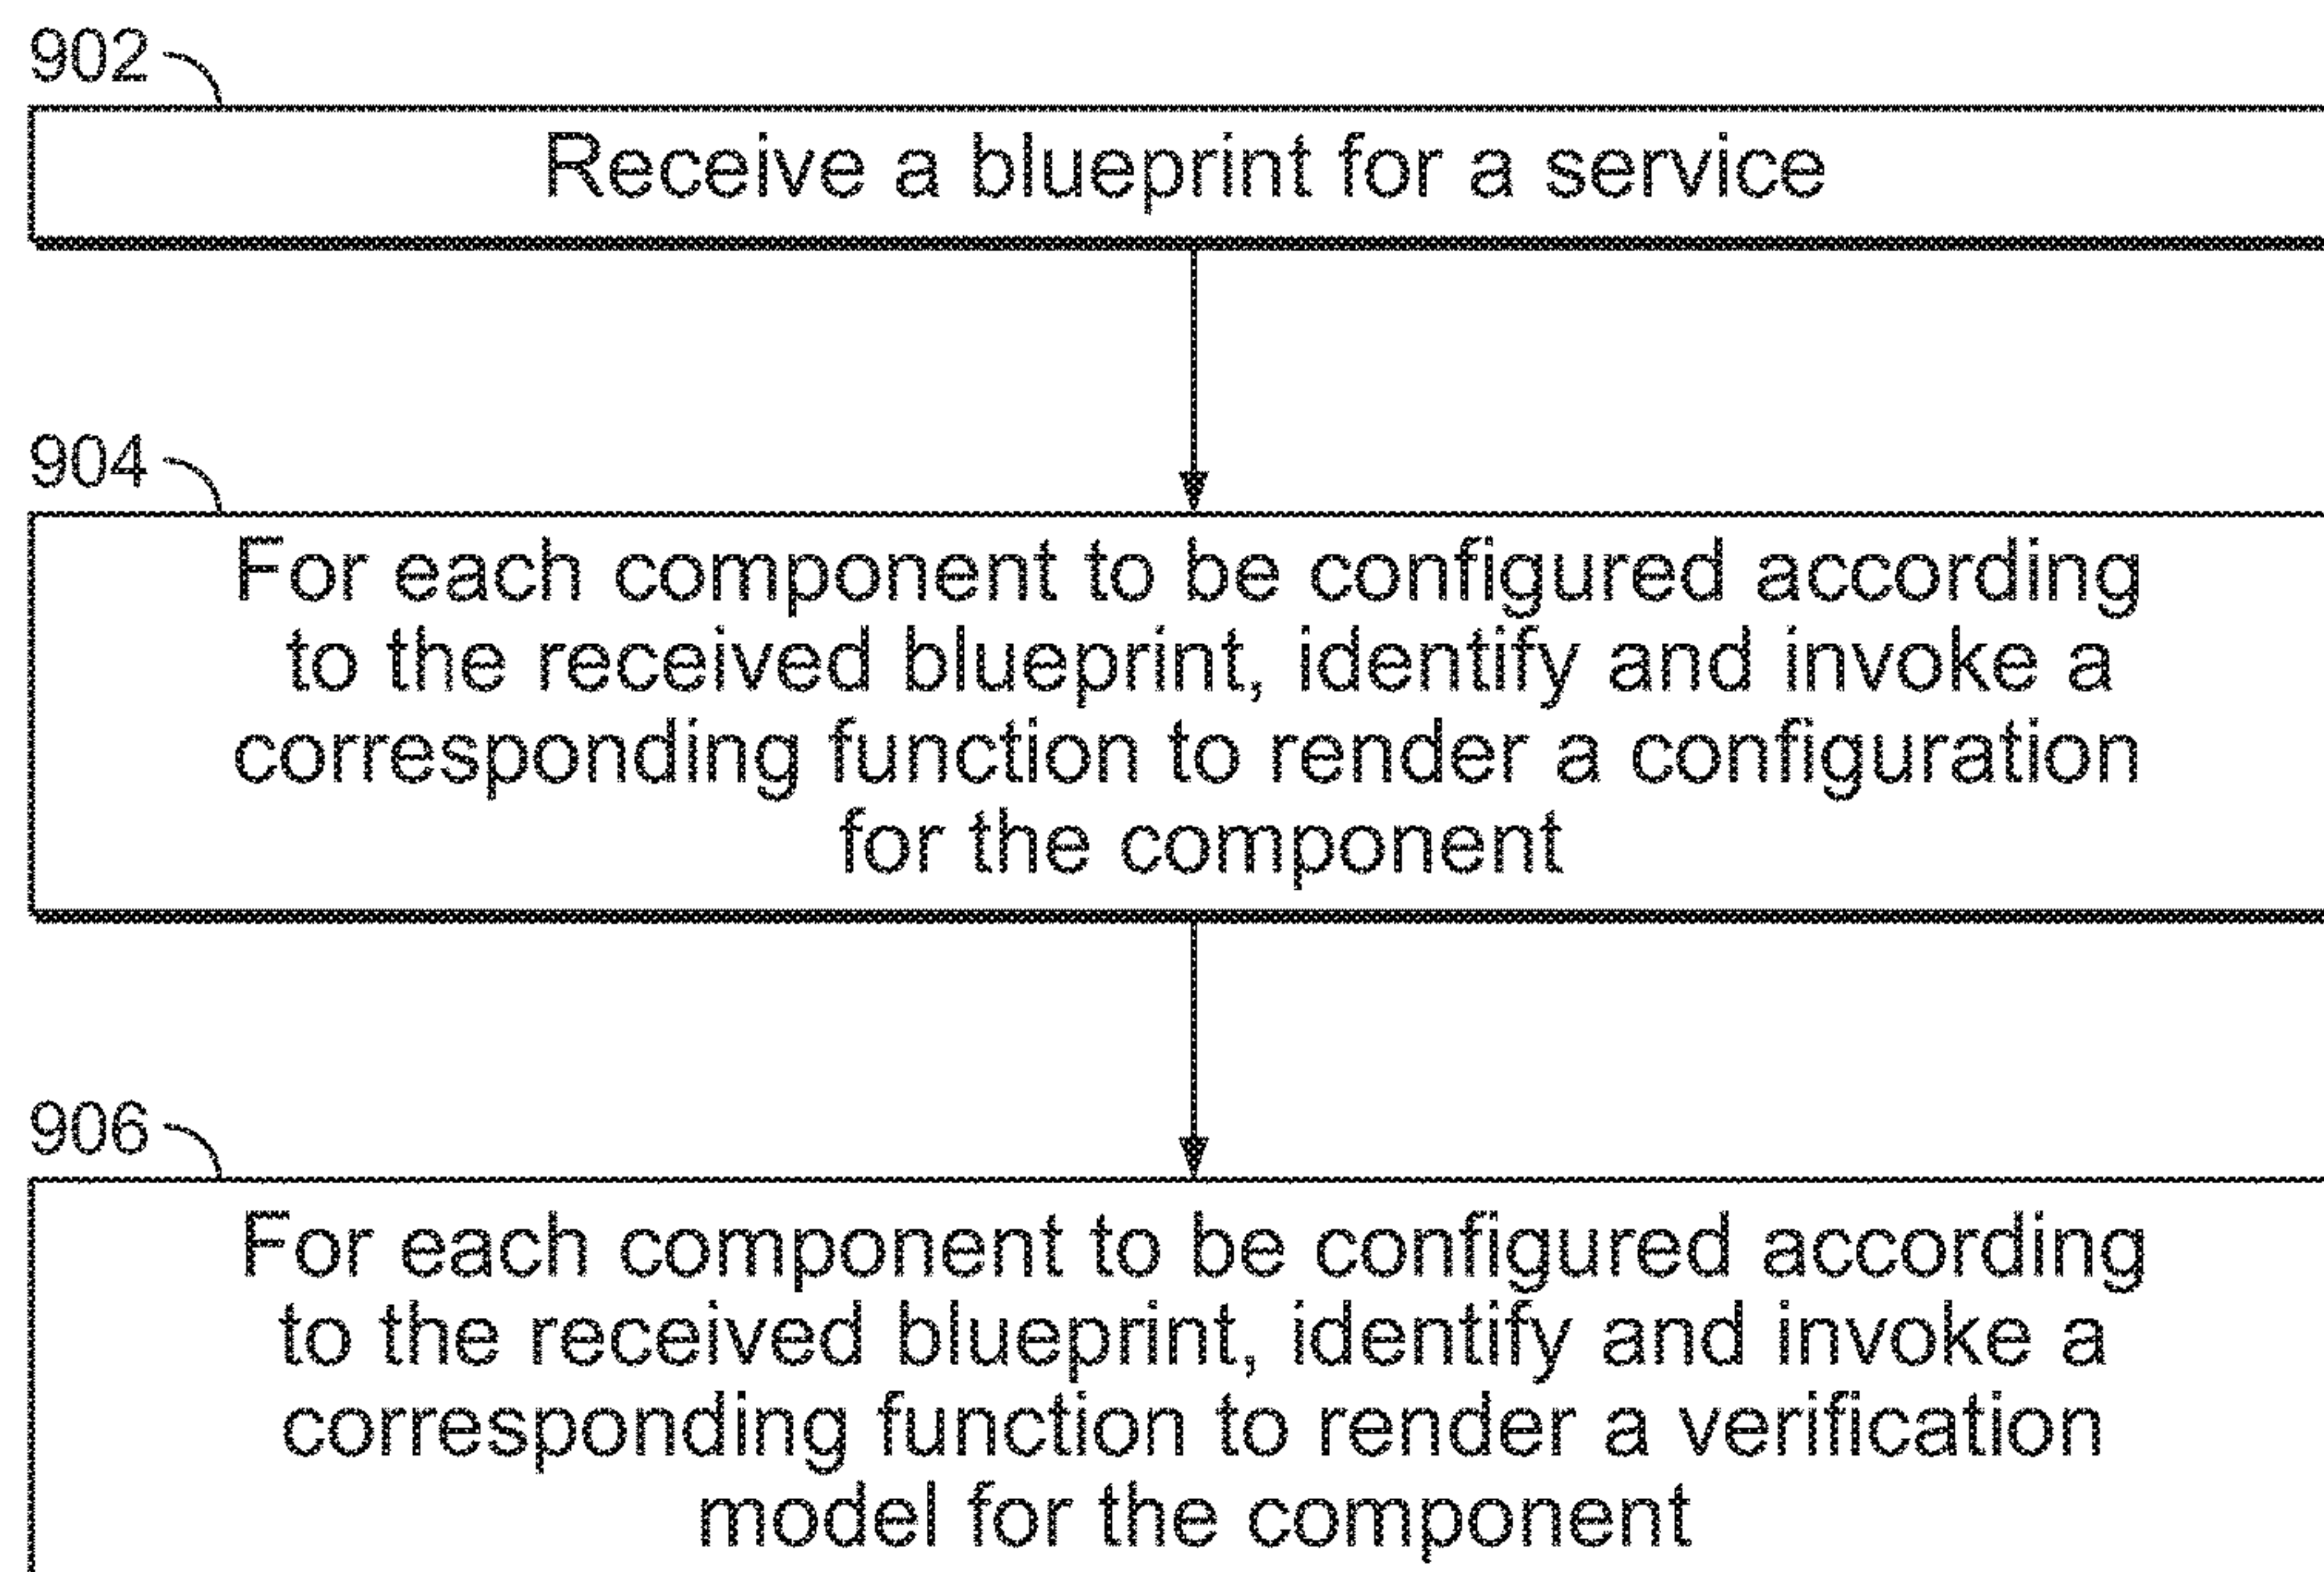 902
Receive a blueprint for a service
904
For each component to be configured according
to the received blueprint, identify and invoke a
corresponding function to render a configuration
for the component
906
For each component to be configured according
to the received blueprint, identify and invoke a
corresponding function to render a verification
model for the component